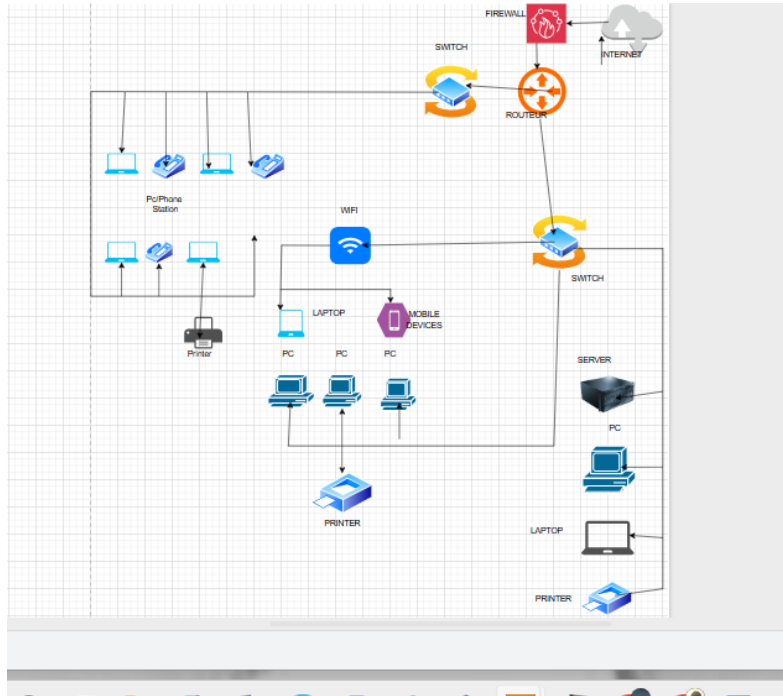 FIREWALL
INTERNET
SWITCH
ROUTEUR
Pc/Phone
Station
WIFI
SWITCH
LAPTOP
MOBILE
DEVICES
Printer
PC
PC
PC
SERVER
PC
PRINTER
LAPTOP
PRINTER